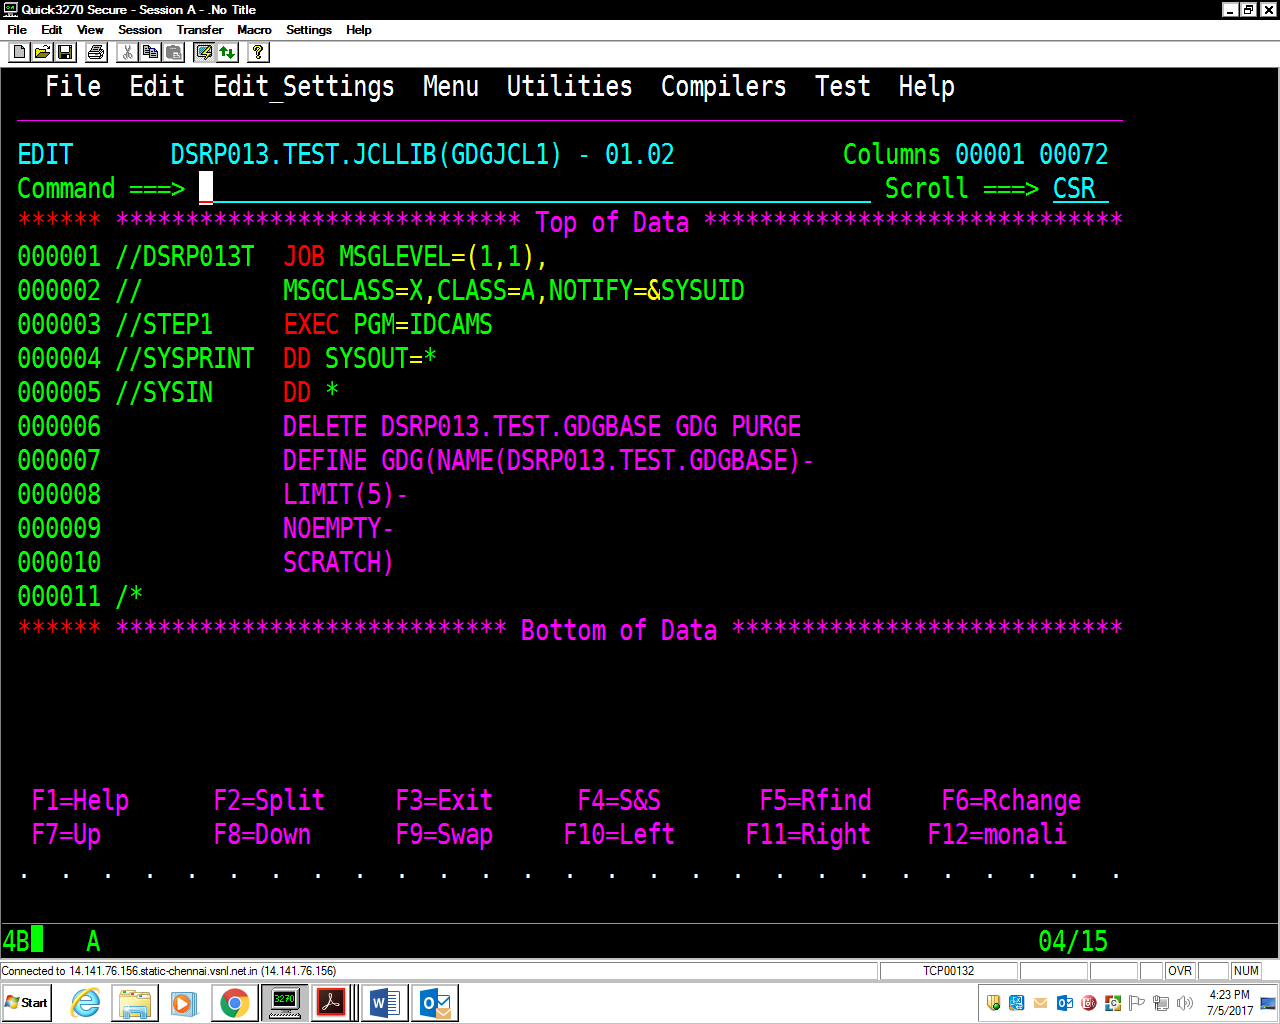 Quick3270 Secure - Session A - .No Title
File Edit View Session Transfer Macro Settings Help
File Edit Edit_Settings Menu Utilities Compilers Test Help
EDIT DSRP013.TEST.JCLLIB(GDGJCL1) - 01.02 Columns 00001 00072
Command ===> Scroll ===> CSR
****** ***************************** Top of Data ******************************
000001 //DSRP013T JOB MSGLEVEL=(1,1),
000002 // MSGCLASS=X,CLASS=A,NOTIFY=&SYSUID
000003 //STEP1 EXEC PGM=IDCAMS
000004 //SYSPRINT DD SYSOUT=*
000005 //SYSIN DD *
000006 DELETE DSRP013.TEST.GDGBASE GDG PURGE
000007 DEFINE GDG(NAME(DSRP013.TEST.GDGBASE)-
000008 LIMIT(5)-
000009 NOEMPTY-
000010 SCRATCH)
000011 /*
****** **************************** Bottom of Data ****************************
F1=Help F2=Split F3=Exit F4=S&S F5=Rfind F6=Rchange
F7=Up F8=Down F9=Swap F10=Left F11=Right F12=monali
. . . . . . . . . . . . . . . . . . . . . . . . . . .
4B A 04/15
Connected to 14.141.76.156.static-chennai.vsnl.net.in (14.141.76.156) TCP00132 OVR NUM
Start 3270 4:23 PM
7/5/2017